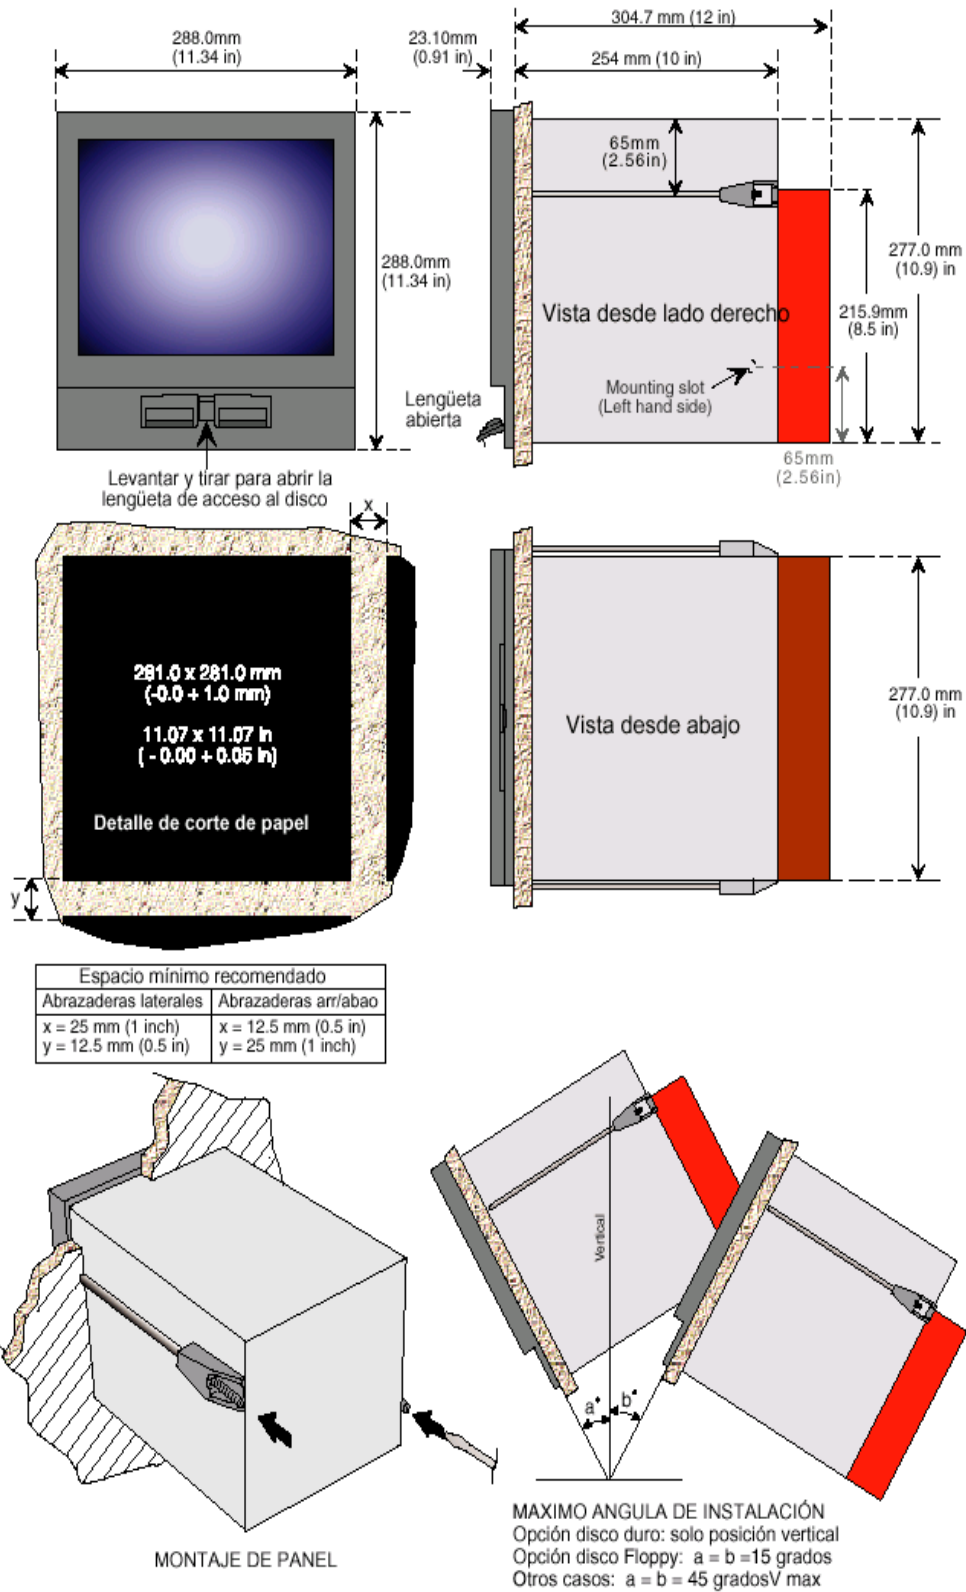 288.0mm
(11.34 in)
23.10mm
(0.91 in)
304.7 mm (12 in)
254 mm (10 in)
65mm
(2.56in)
288.0mm
(11.34 in)
277.0 mm
(10.9) in
Vista desde lado derecho
215.9mm
(8.5 in)
Mounting slot
(Left hand side)
Lengüeta
abierta
65mm
(2.56in)
Levantar y tirar para abrir la
lengüeta de acceso al disco
x
281.0 x 281.0 mm
(-0.0 + 1.0 mm)
11.07 x 11.07 in
( - 0.00 + 0.05 in)
Detalle de corte de papel
y
Vista desde abajo
277.0 mm
(10.9) in
Espacio mínimo recomendado
Abrazaderas laterales
Abrazaderas arr/abao
x = 25 mm (1 inch)
y = 12.5 mm (0.5 in)
x = 12.5 mm (0.5 in)
y = 25 mm (1 inch)
Vertical
a°
b°
MONTAJE DE PANEL
MAXIMO ANGULA DE INSTALACIÓN
Opción disco duro: solo posición vertical
Opción disco Floppy: a = b =15 grados
Otros casos: a = b = 45 gradosV max